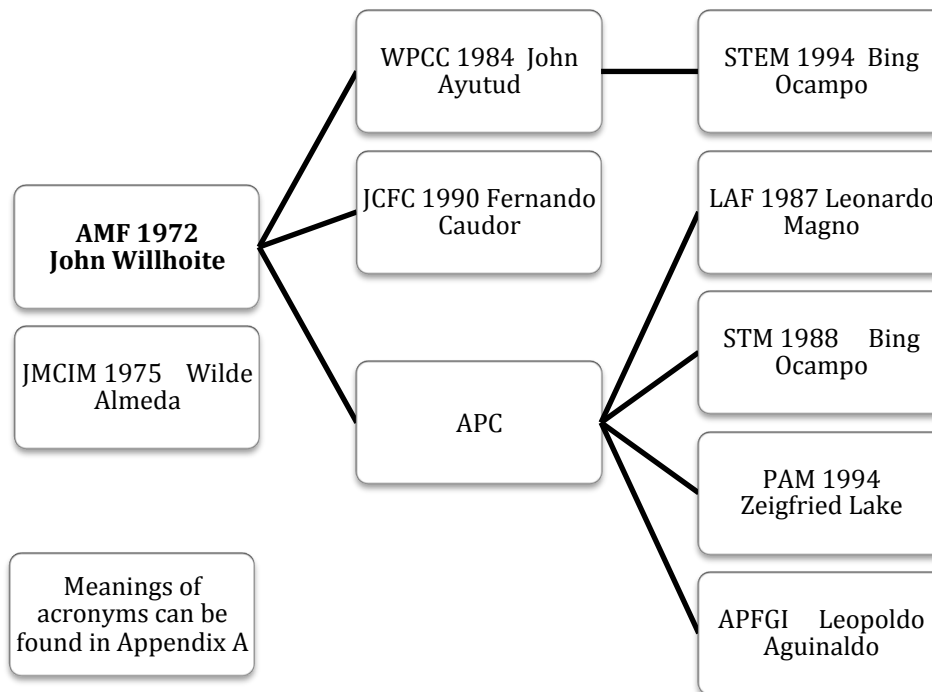 WPCC 1984  John
Ayutud
STEM 1994  Bing
Ocampo
AMF 1972
John Willhoite
JCFC 1990 Fernando
Caudor
LAF 1987 Leonardo
Magno
JMCIM 1975    Wilde
Almeda
APC
STM 1988     Bing
Ocampo
PAM 1994
Zeigfried Lake
Meanings of
acronyms can be
found in Appendix A
APFGI     Leopoldo
Aguinaldo